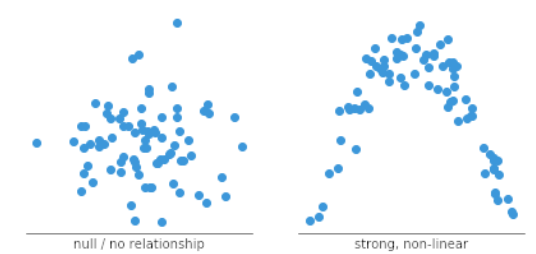 null / no relationship
strong, non-linear